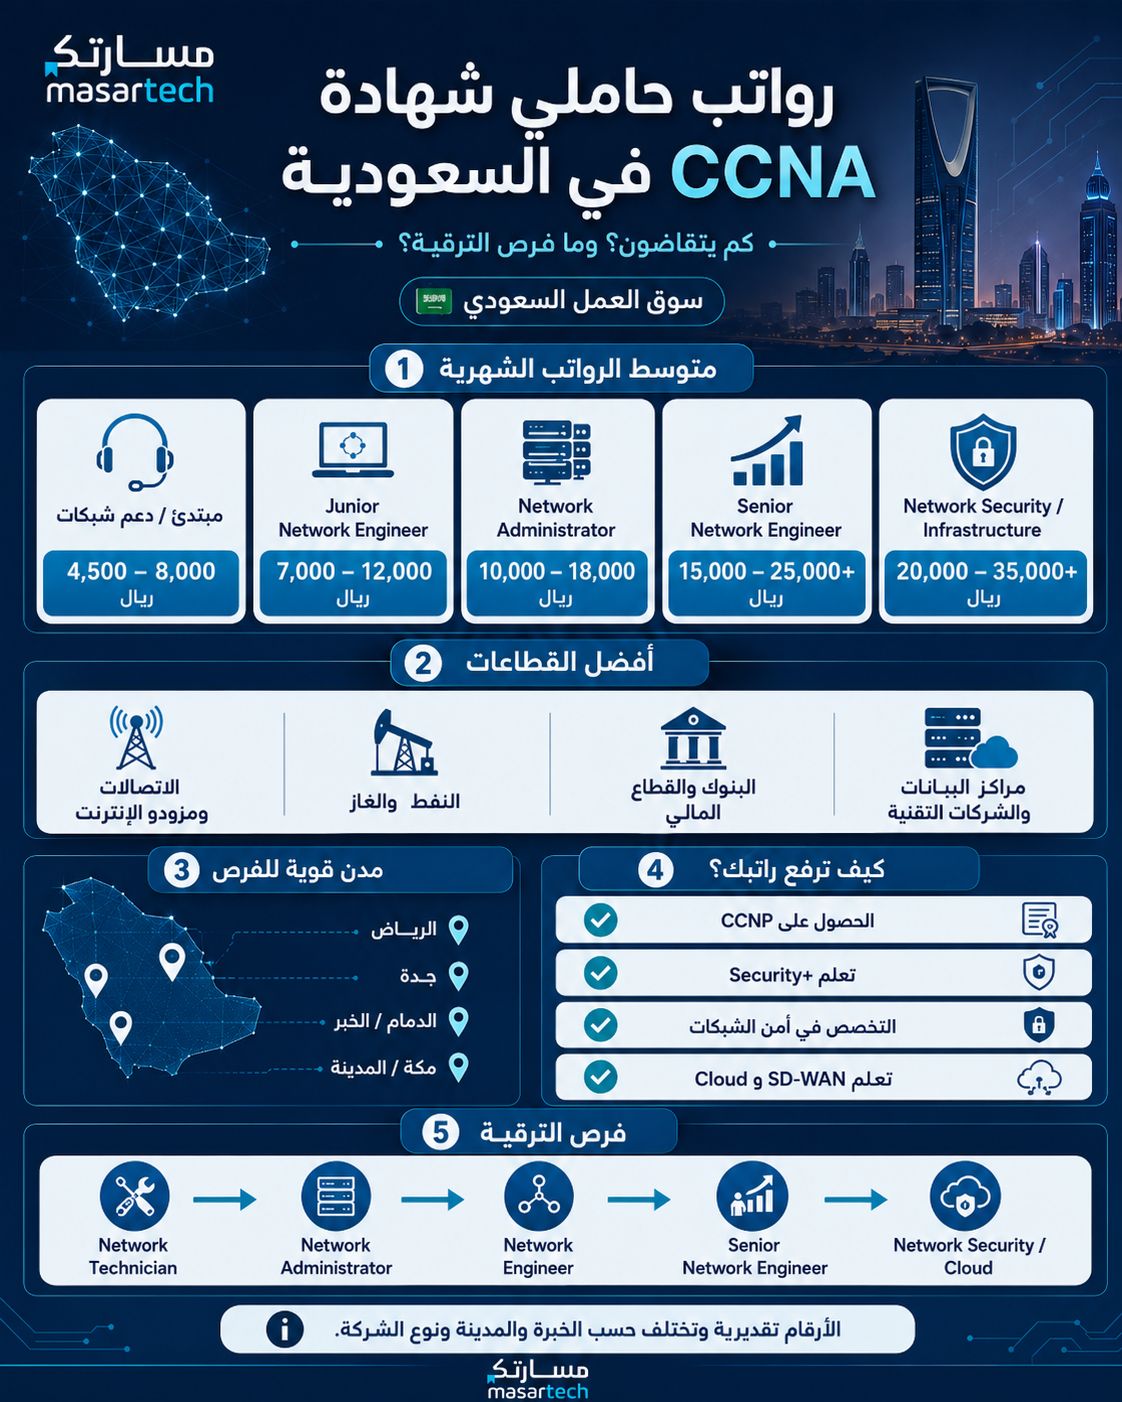 مسارتك
masartech
رواتب حاملي شهادة
CCNA في السعودية
كم يتقاضون؟ وما فرص الترقية؟
سوق العمل السعودي
متوسط الرواتب الشهرية 1
مبتدئ / دعم شبكات
4,500 – 8,000
ريال
Junior
Network Engineer
7,000 – 12,000
ريال
Network
Administrator
10,000 – 18,000
ريال
Senior
Network Engineer
15,000 – 25,000+
ريال
Network Security /
Infrastructure
20,000 – 35,000+
ريال
أفضل القطاعات 2
مراكز البيانات
والشركات التقنية
البنوك والقطاع
المالي
النفط والغاز
الاتصالات
ومزودو الإنترنت
3 مدن قوية للفرص
الرياض
جدة
الدمام / الخبر
مكة / المدينة
كيف ترفع راتبك؟ 4
الحصول على CCNP
تعلم Security+
التخصص في أمن الشبكات
تعلم SD-WAN و Cloud
فرص الترقية 5
Network
Technician
Network
Administrator
Network
Engineer
Senior
Network Engineer
Network Security /
Cloud
الأرقام تقديرية وتختلف حسب الخبرة والمدينة ونوع الشركة.
مسارتك
masartech